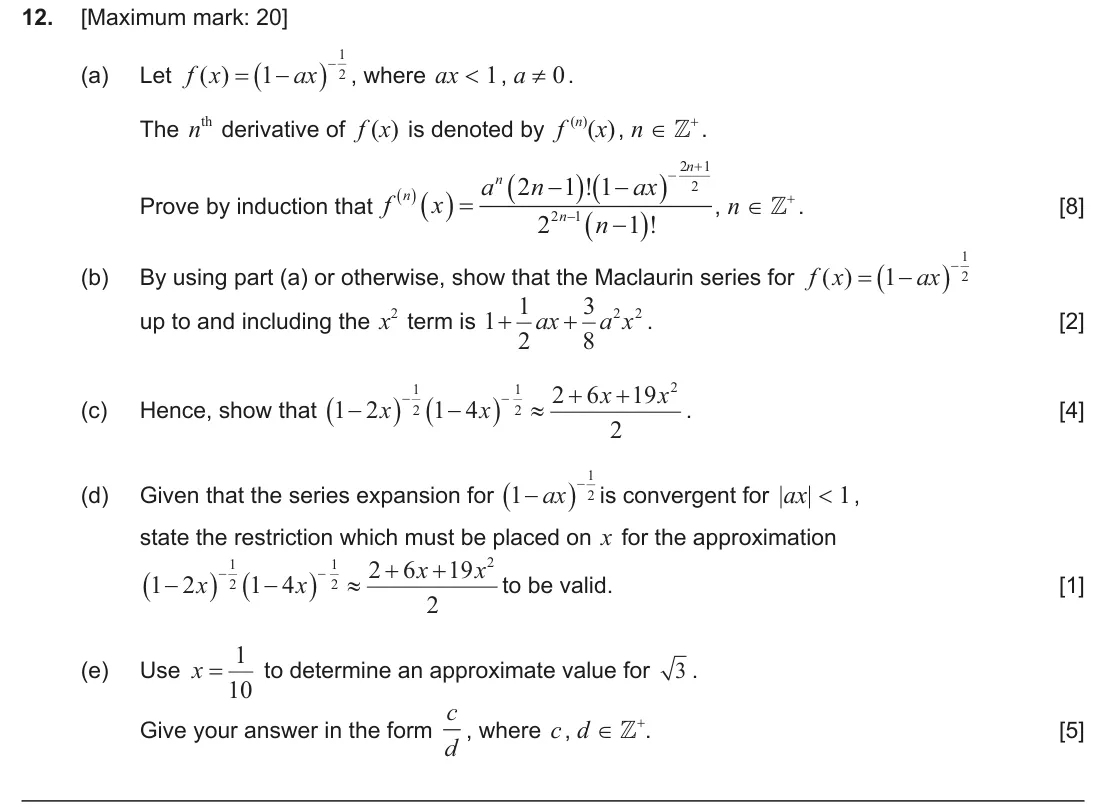 12. [Maximum mark: 20]
(a) Let f(x) = (1 − ax)^(−1/2), where ax < 1, a ≠ 0.
The nth derivative of f(x) is denoted by f^(n)(x), n ∈ ℤ⁺.
Prove by induction that f^(n)(x) = (a^n (2n−1)!(1−ax)^(−(2n+1)/2)) / (2^(2n−1) (n−1)!), n ∈ ℤ⁺. [8]
(b) By using part (a) or otherwise, show that the Maclaurin series for f(x) = (1 − ax)^(−1/2)
up to and including the x² term is 1 + 1/2 ax + 3/8 a²x². [2]
(c) Hence, show that (1 − 2x)^(−1/2) (1 − 4x)^(−1/2) ≈ (2 + 6x + 19x²)/2. [4]
(d) Given that the series expansion for (1 − ax)^(−1/2) is convergent for |ax| < 1,
state the restriction which must be placed on x for the approximation
(1 − 2x)^(−1/2) (1 − 4x)^(−1/2) ≈ (2 + 6x + 19x²)/2 to be valid. [1]
(e) Use x = 1/10 to determine an approximate value for √3.
Give your answer in the form c/d, where c, d ∈ ℤ⁺. [5]